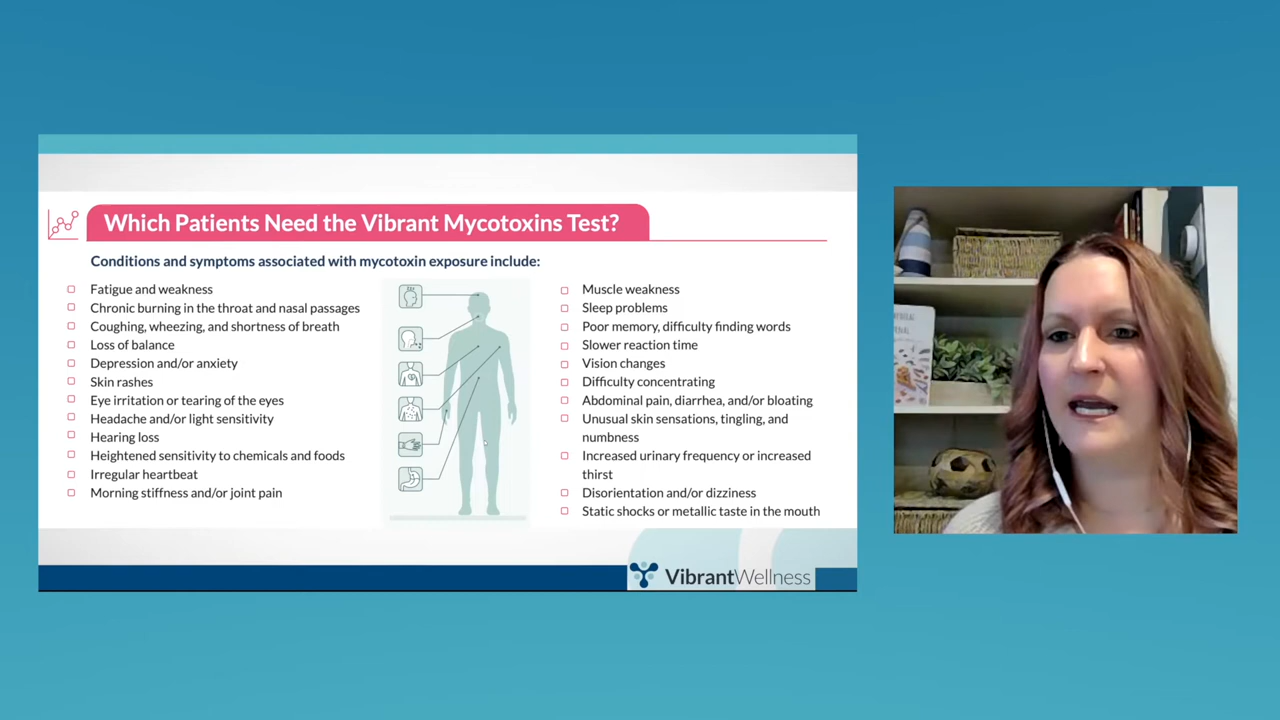 Which Patients Need the Vibrant Mycotoxins Test?
Conditions and symptoms associated with mycotoxin exposure include:
Fatigue and weakness
Chronic burning in the throat and nasal passages
Coughing, wheezing, and shortness of breath
Loss of balance
Depression and/or anxiety
Skin rashes
Eye irritation or tearing of the eyes
Headache and/or light sensitivity
Hearing loss
Heightened sensitivity to chemicals and foods
Irregular heartbeat
Morning stiffness and/or joint pain
Muscle weakness
Sleep problems
Poor memory, difficulty finding words
Slower reaction time
Vision changes
Difficulty concentrating
Abdominal pain, diarrhea, and/or bloating
Unusual skin sensations, tingling, and
numbness
Increased urinary frequency or increased
thirst
Disorientation and/or dizziness
Static shocks or metallic taste in the mouth
VibrantWellness